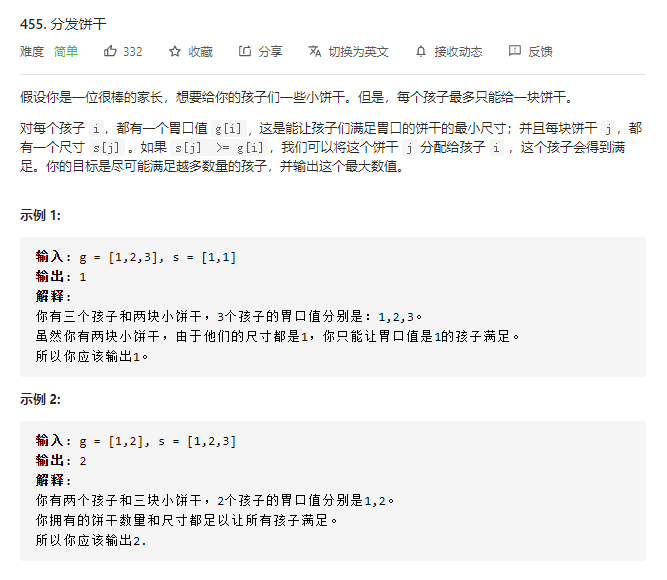 455. 分发饼干
难度 简单 332 收藏 分享 切换为英文 接收动态 反馈
假设你是一位很棒的家长，想要给你的孩子们一些小饼干。但是，每个孩子最多只能给一块饼干。
对每个孩子 i，都有一个胃口值 g[i]，这是能让孩子们满足胃口的饼干的最小尺寸；并且每块饼干 j，都
有一个尺寸 s[j] 。如果 s[j] >= g[i]，我们可以将这个饼干 j 分配给孩子 i ，这个孩子会得到满
足。你的目标是尽可能满足越多数量的孩子，并输出这个最大数值。
示例 1:
输入: g = [1,2,3], s = [1,1]
输出: 1
解释:
你有三个孩子和两块小饼干，3个孩子的胃口值分别是：1,2,3。
虽然你有两块小饼干，由于他们的尺寸都是1，你只能让胃口值是1的孩子满足。
所以你应该输出1。
示例 2:
输入: g = [1,2], s = [1,2,3]
输出: 2
解释:
你有两个孩子和三块小饼干，2个孩子的胃口值分别是1,2。
你拥有的饼干数量和尺寸都足以让所有孩子满足。
所以你应该输出2.